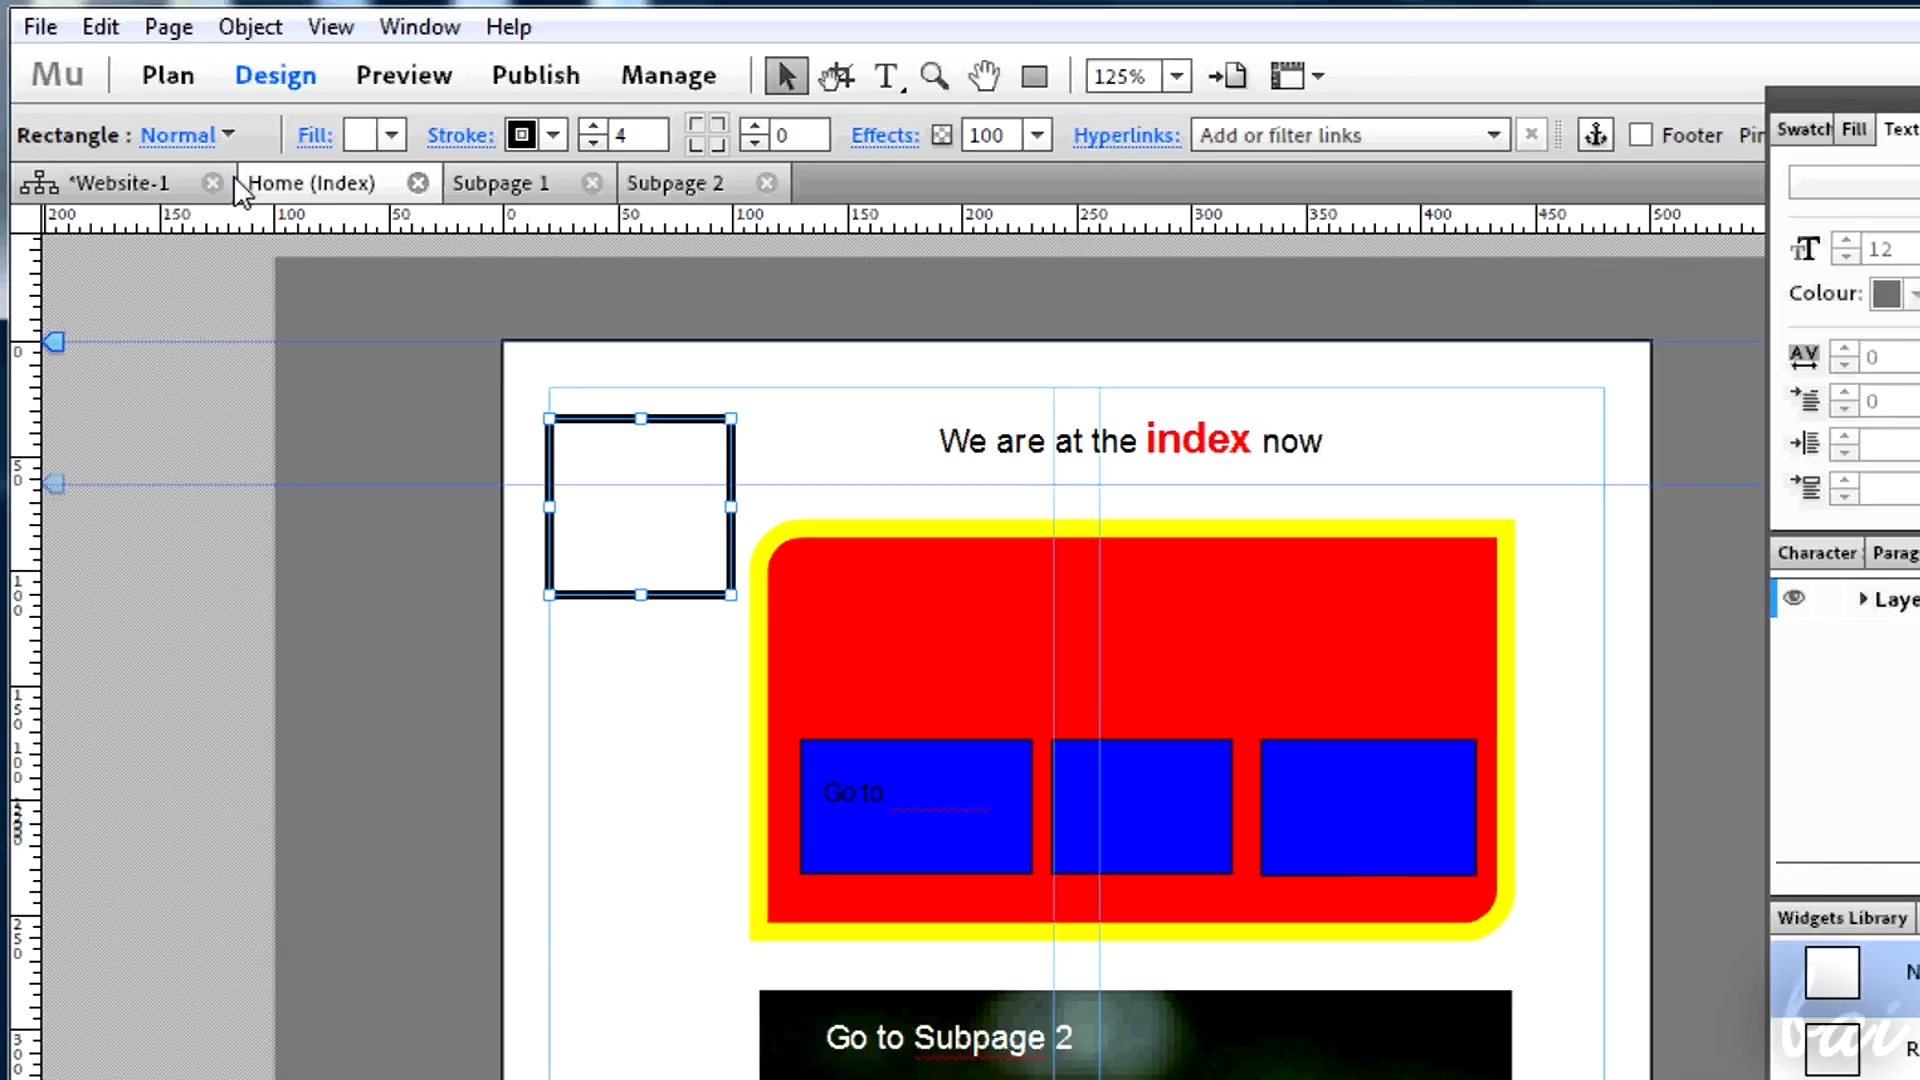 File Edit Page Object View Window Help
Mu Plan Design Preview Publish Manage T 125%
Rectangle : Normal Fill: Stroke: 4 0 Effects: 100 Hyperlinks: Add or filter links Footer Pin
Swatch Fill Text
*Website-1 Home (Index) Subpage 1 Subpage 2
200 150 100 50 0 50 100 150 200 250 300 350 400 450 500
12
Colour:
0
0
We are at the index now
Character Parag
Laye
Go to
Widgets Library
N
Go to Subpage 2
R
bai